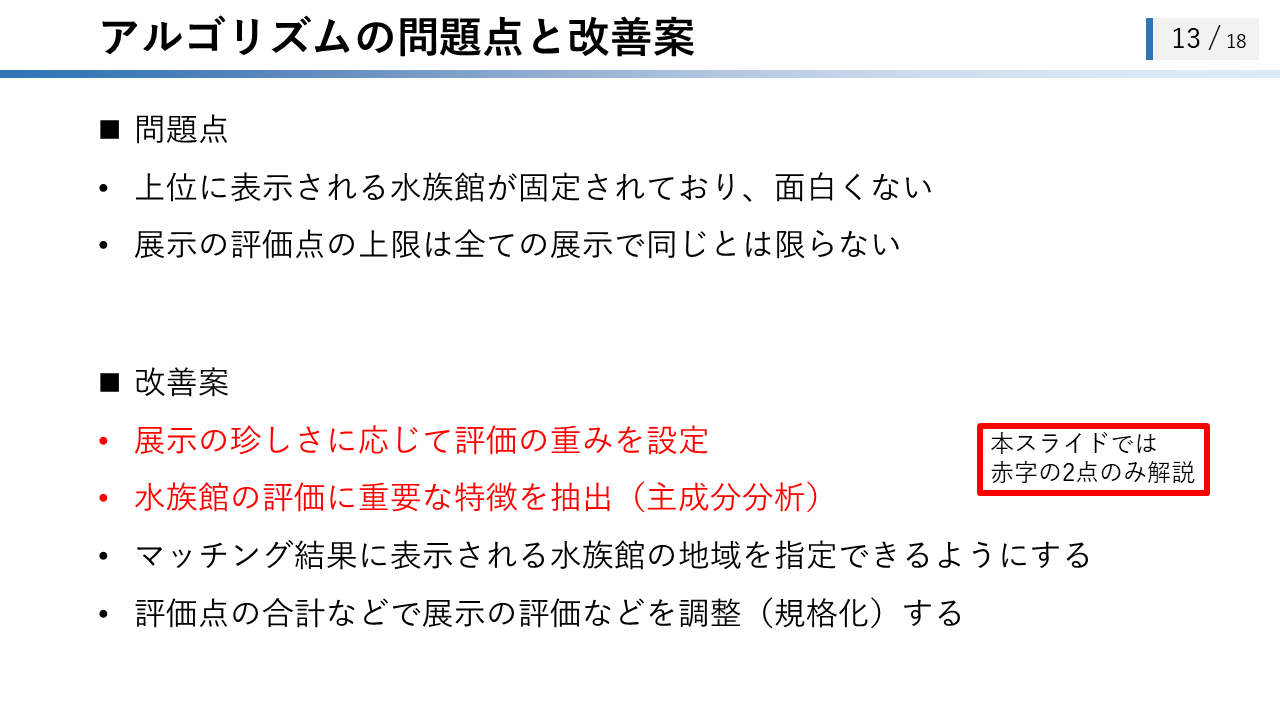 アルゴリズムの問題点と改善案
13 / 18
■ 問題点
• 上位に表示される水族館が固定されており、面白くない
• 展示の評価点の上限は全ての展示で同じとは限らない
■ 改善案
• 展示の珍しさに応じて評価の重みを設定
• 水族館の評価に重要な特徴を抽出（主成分分析）
本スライドでは
赤字の2点のみ解説
• マッチング結果に表示される水族館の地域を指定できるようにする
• 評価点の合計などで展示の評価などを調整（規格化）する